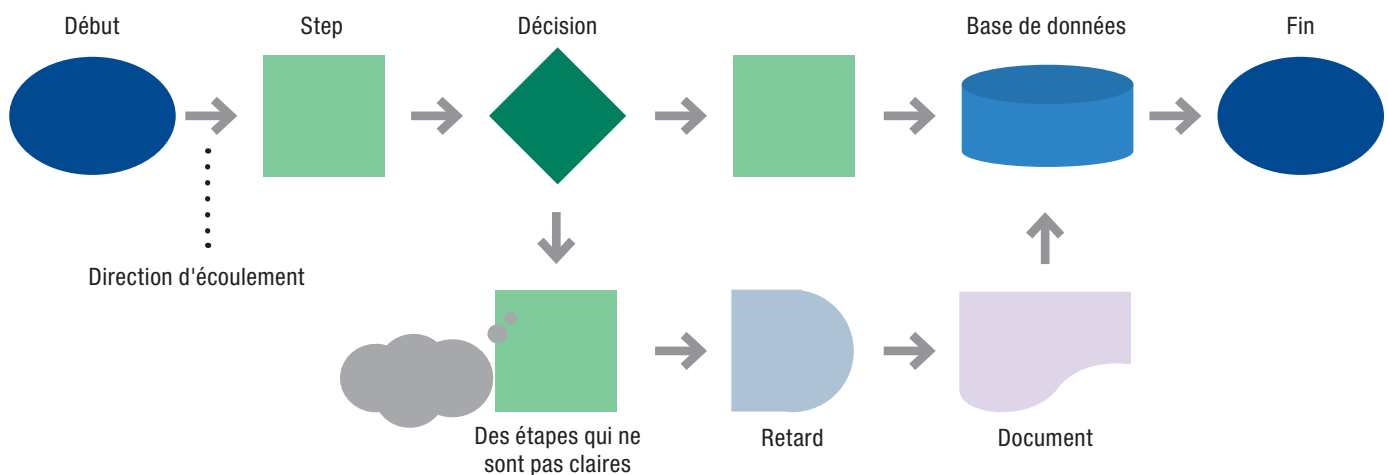 Début
Step
Décision
Base de données
Fin
Direction d'écoulement
Des étapes qui ne
sont pas claires
Retard
Document